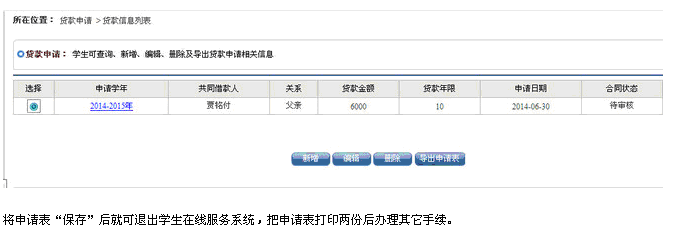 所在位置： 贷款申请 >贷款信息列表
贷款申请： 学生可查询、新增、编辑、删除及导出贷款申请相关信息
选择 申请学年 共同借款人 关系 贷款金额 贷款年限 申请日期 合同状态
2014-2015年 贾铭付 父亲 6000 10 2014-06-30 待审核
新增 编辑 删除 导出申请表
将申请表“保存”后就可退出学生在线服务系统，把申请表打印两份后办理其它手续。